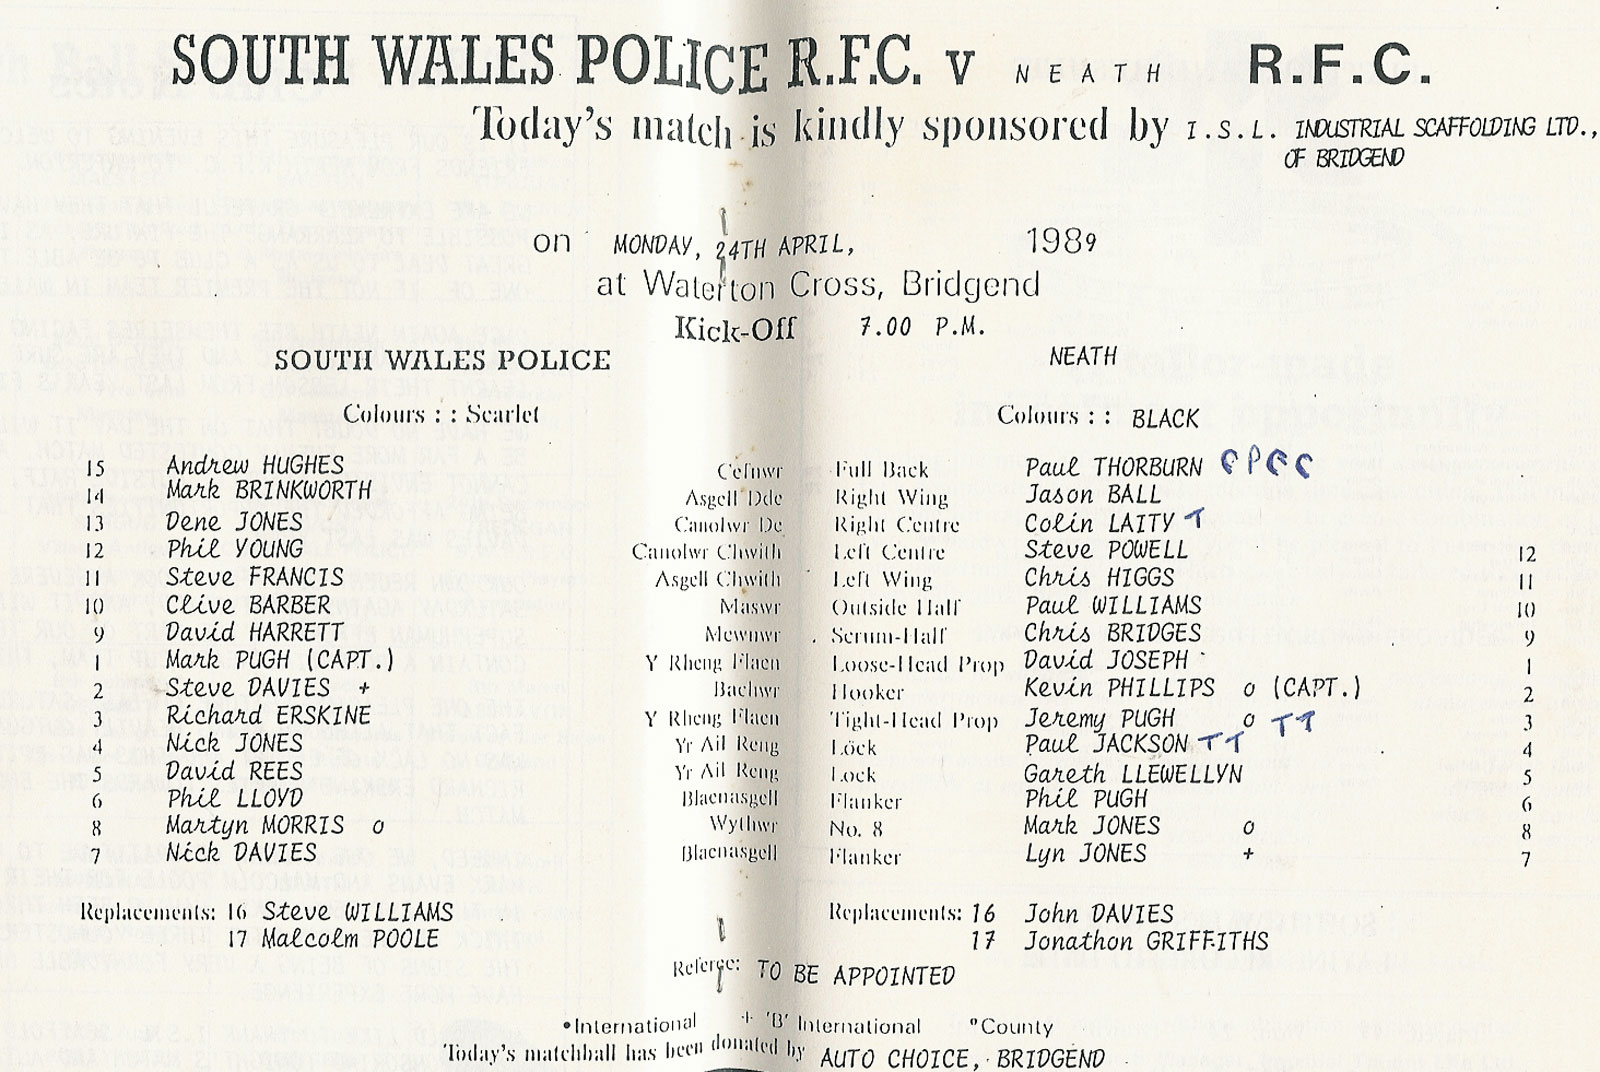 SOUTH WALES POLICE R.F.C. v NEATH R.F.C.
Today's match is kindly sponsored by I.S.L. INDUSTRIAL SCAFFOLDING LTD.,
OF BRIDGEND
on MONDAY, 24TH APRIL, 1989
at Waterton Cross, Bridgend
Kick-Off 7.00 P.M.
SOUTH WALES POLICE NEATH
Colours : : Scarlet Colours : : BLACK
15 Andrew HUGHES Cefnwr Full Back Paul THORBURN
14 Mark BRINKWORTH Asgell Dde Right Wing Jason BALL
13 Dene JONES Canolwr De Right Centre Colin LAITY T
12 Phil YOUNG Canolwr Chwith Left Centre Steve POWELL 12
11 Steve FRANCIS Asgell Chwith Left Wing Chris HIGGS 11
10 Clive BARBER Maswr Outside Half Paul WILLIAMS 10
9 David HARRETT Mewnwr Scrum-Half Chris BRIDGES 9
1 Mark PUGH (CAPT.) Y Rheng Flaen Loose-Head Prop David JOSEPH 1
2 Steve DAVIES + Bachwr Hooker Kevin PHILLIPS o (CAPT.) 2
3 Richard ERSKINE Y Rheng Flaen Tight-Head Prop Jeremy PUGH o TT 3
4 Nick JONES Yr Ail Reng Lock Paul JACKSON TT 4
5 David REES Yr Ail Reng Lock Gareth LLEWELLYN 5
6 Phil LLOYD Blaenasgell Flanker Phil PUGH 6
8 Martyn MORRIS o Wythwr No. 8 Mark JONES o 8
7 Nick DAVIES Blaenasgell Flanker Lyn JONES + 7
Replacements: 16 Steve WILLIAMS Replacements: 16 John DAVIES
17 Malcolm POOLE 17 Jonathon GRIFFITHS
Referee: TO BE APPOINTED
•International + 'B' International °County
Today's matchball has been donated by AUTO CHOICE, BRIDGEND